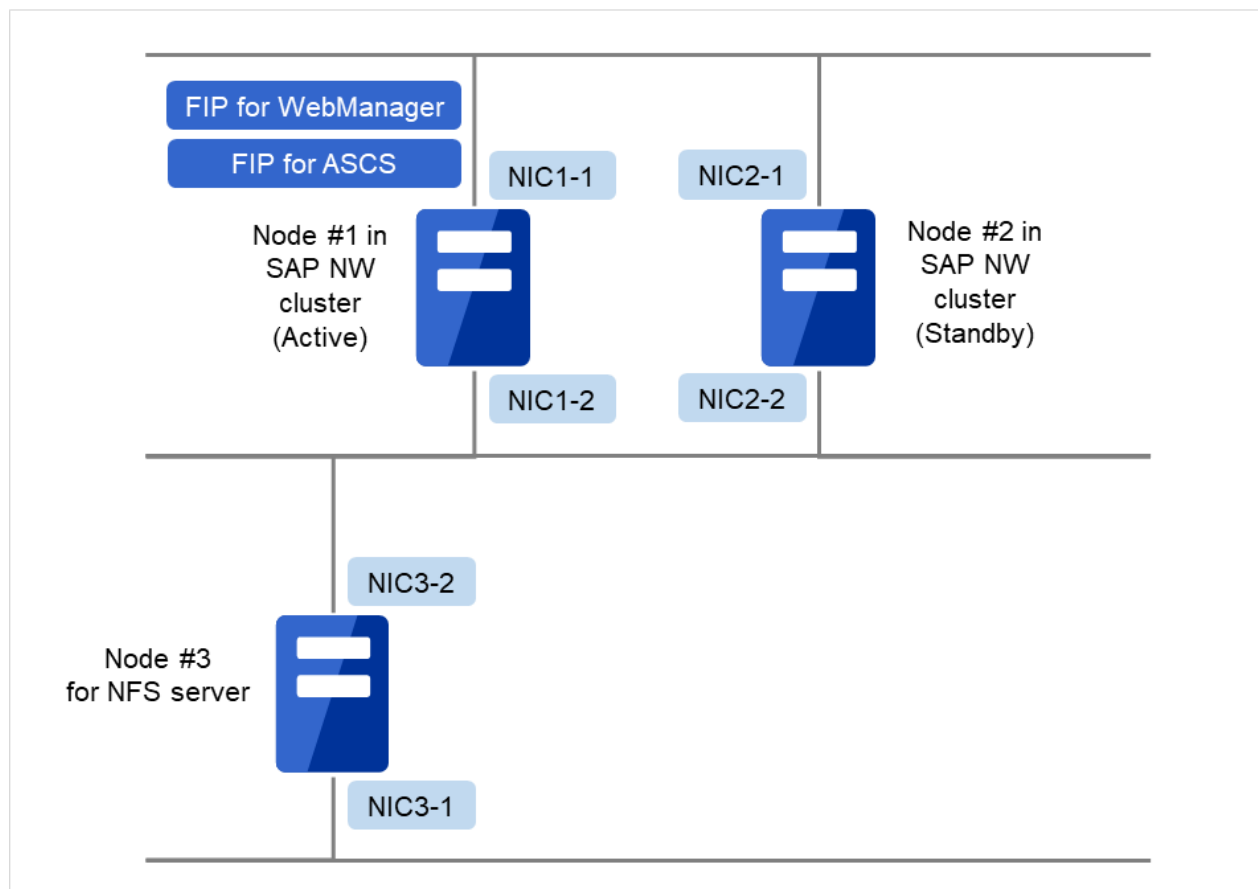 FIP for WebManager
FIP for ASCS
NIC1-1
NIC2-1
Node #1 in
SAP NW
cluster
(Active)
Node #2 in
SAP NW
cluster
(Standby)
NIC1-2
NIC2-2
NIC3-2
Node #3
for NFS server
NIC3-1